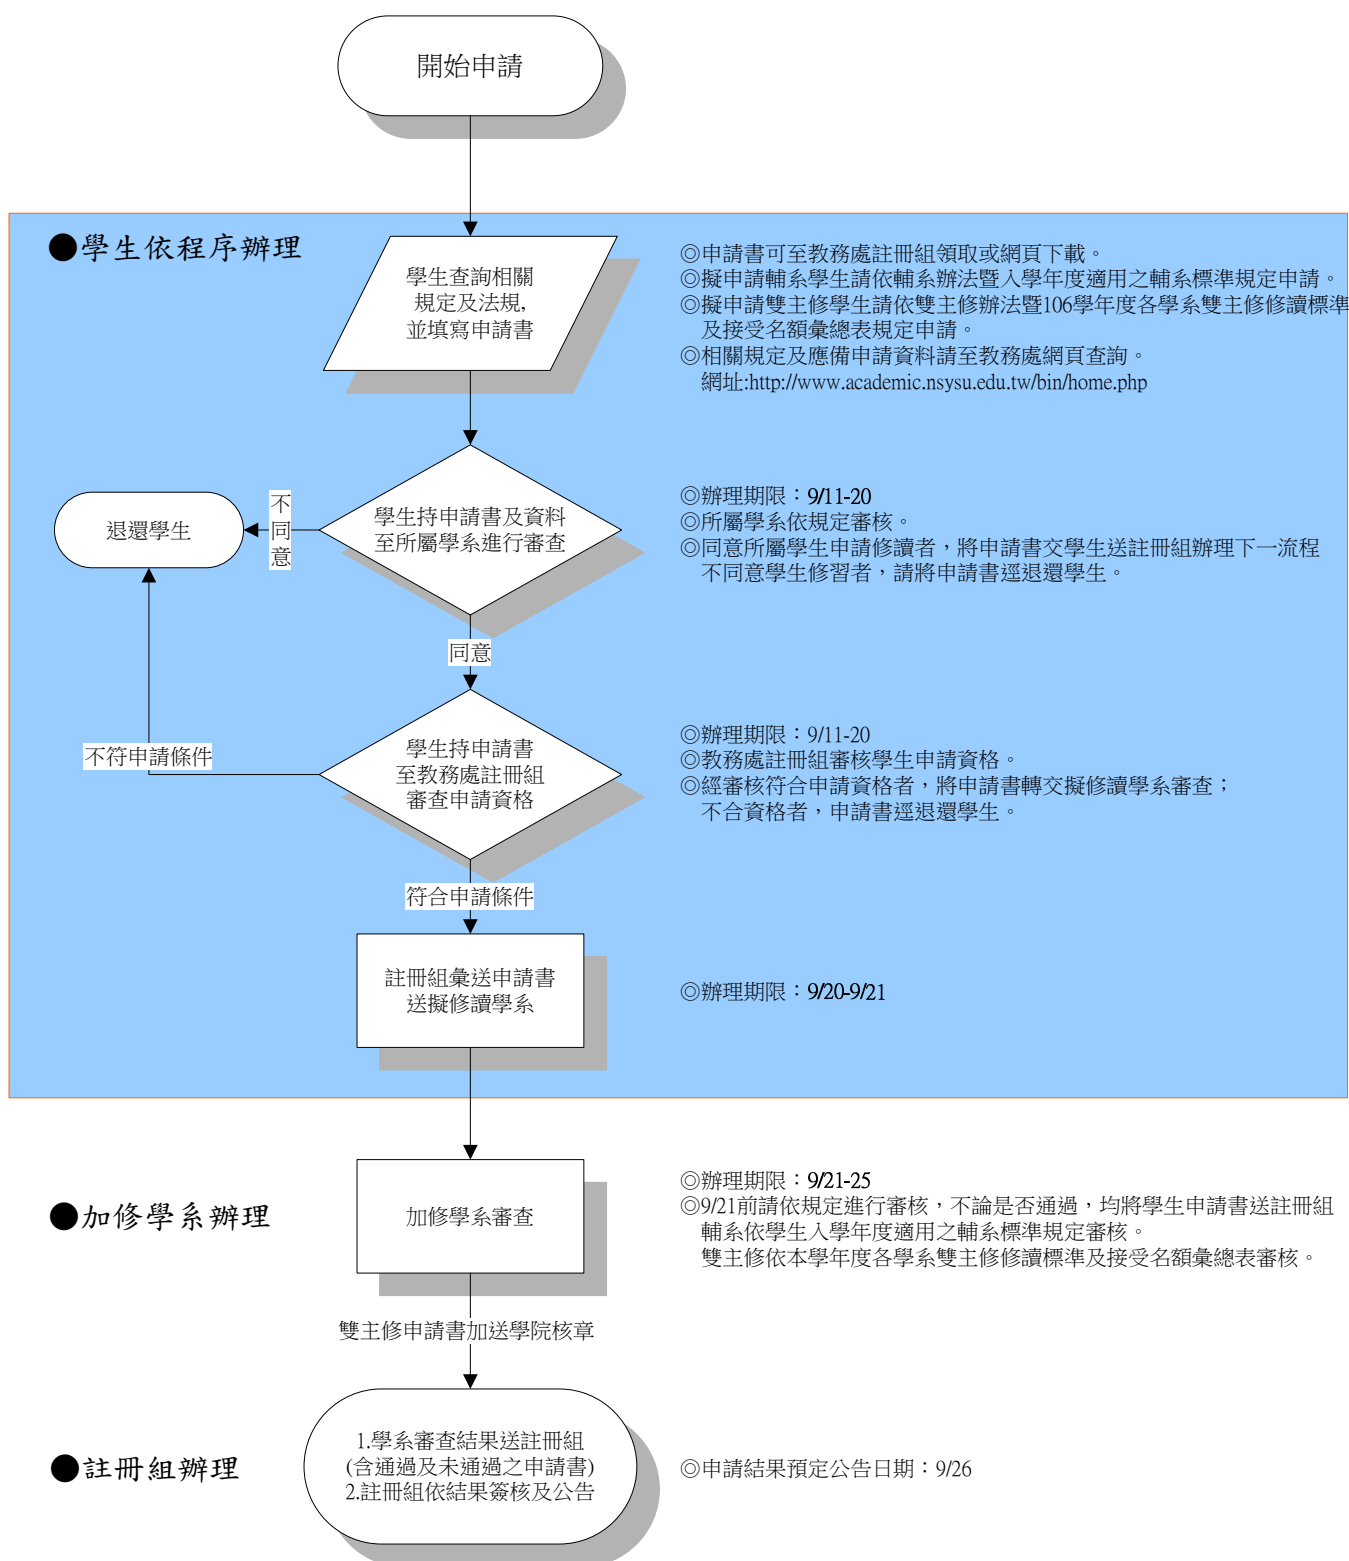 開始申請
●學生依程序辦理
學生查詢相關
規定及法規,
並填寫申請書
◎申請書可至教務處註冊組領取或網頁下載。
◎擬申請輔系學生請依輔系辦法暨入學年度適用之輔系標準規定申請。
◎擬申請雙主修學生請依雙主修辦法暨106學年度各學系雙主修修讀標準
及接受名額彙總表規定申請。
◎相關規定及應備申請資料請至教務處網頁查詢。
網址:http://www.academic.nsysu.edu.tw/bin/home.php
退還學生
不
同
意
學生持申請書及資料
至所屬學系進行審查
◎辦理期限：9/11-20
◎所屬學系依規定審核。
◎同意所屬學生申請修讀者，將申請書交學生送註冊組辦理下一流程
不同意學生修習者，請將申請書逕退還學生。
同意
不符申請條件
學生持申請書
至教務處註冊組
審查申請資格
◎辦理期限：9/11-20
◎教務處註冊組審核學生申請資格。
◎經審核符合申請資格者，將申請書轉交擬修讀學系審查；
不合資格者，申請書逕退還學生。
符合申請條件
註冊組彙送申請書
送擬修讀學系
◎辦理期限：9/20-9/21
●加修學系辦理
加修學系審查
◎辦理期限：9/21-25
◎9/21前請依規定進行審核，不論是否通過，均將學生申請書送註冊組
輔系依學生入學年度適用之輔系標準規定審核。
雙主修依本學年度各學系雙主修修讀標準及接受名額彙總表審核。
雙主修申請書加送學院核章
●註冊組辦理
1.學系審查結果送註冊組
(含通過及未通過之申請書)
2.註冊組依結果簽核及公告
◎申請結果預定公告日期：9/26